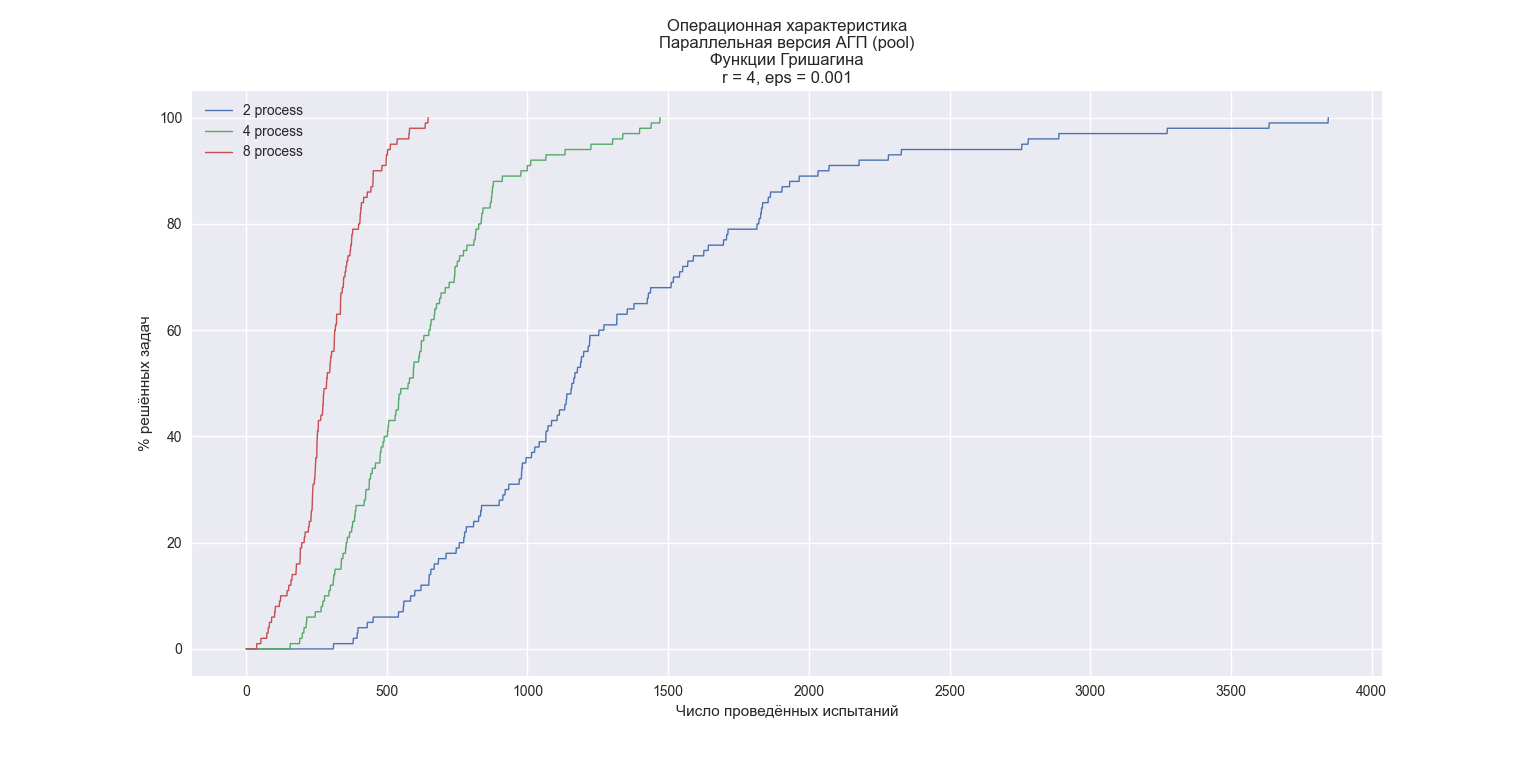 Операционная характеристика
Параллельная версия АГП (pool)
Функции Гришагина
r = 4, eps = 0.001
2 process
4 process
8 process
100
80
60
40
20
0
% решённых задач
0 500 1000 1500 2000 2500 3000 3500 4000
Число проведённых испытаний